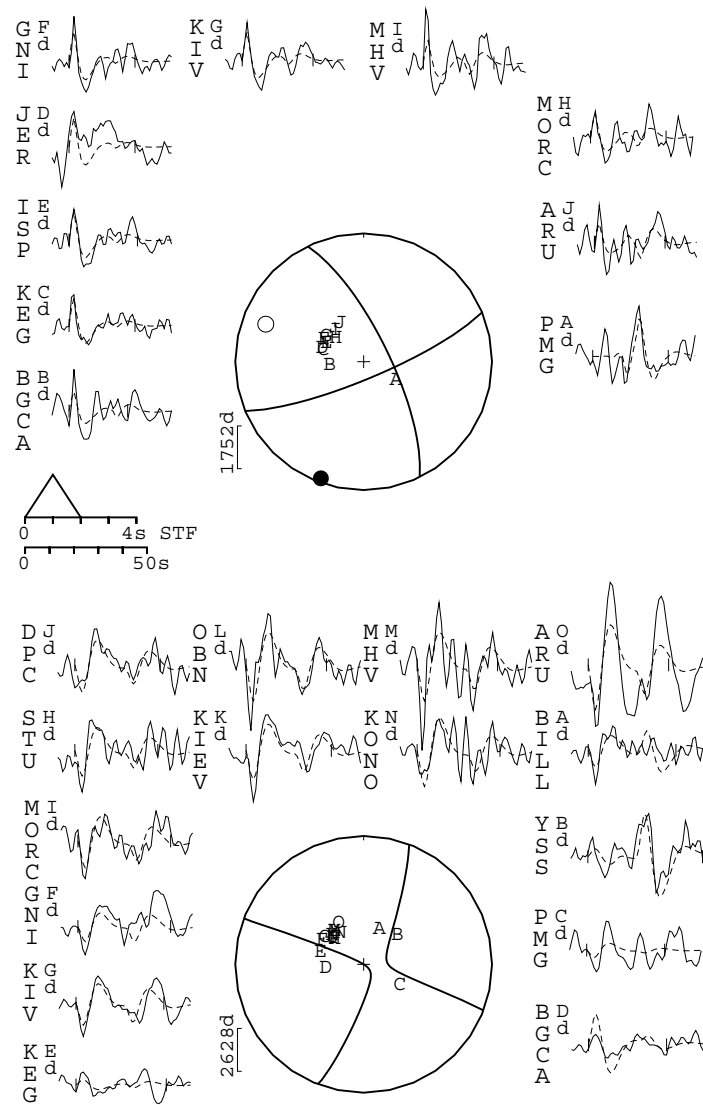 GNI F d
KIV G d
MHV I d
JER D d
MORC H d
ISP E d
ARU J d
KEG C d
PMG A d
BGCA B d
J
H
D
C
B
A
1752d
0 4s STF
0 50s
DPC J d
OBN L d
MHV M d
ARU O d
STU H d
KIEV K d
KONO N d
BILL A d
MORC I d
YSS B d
GNI F d
PMG C d
KIV G d
BGCA D d
KEG E d
O
A
B
N
E
D
C
2628d